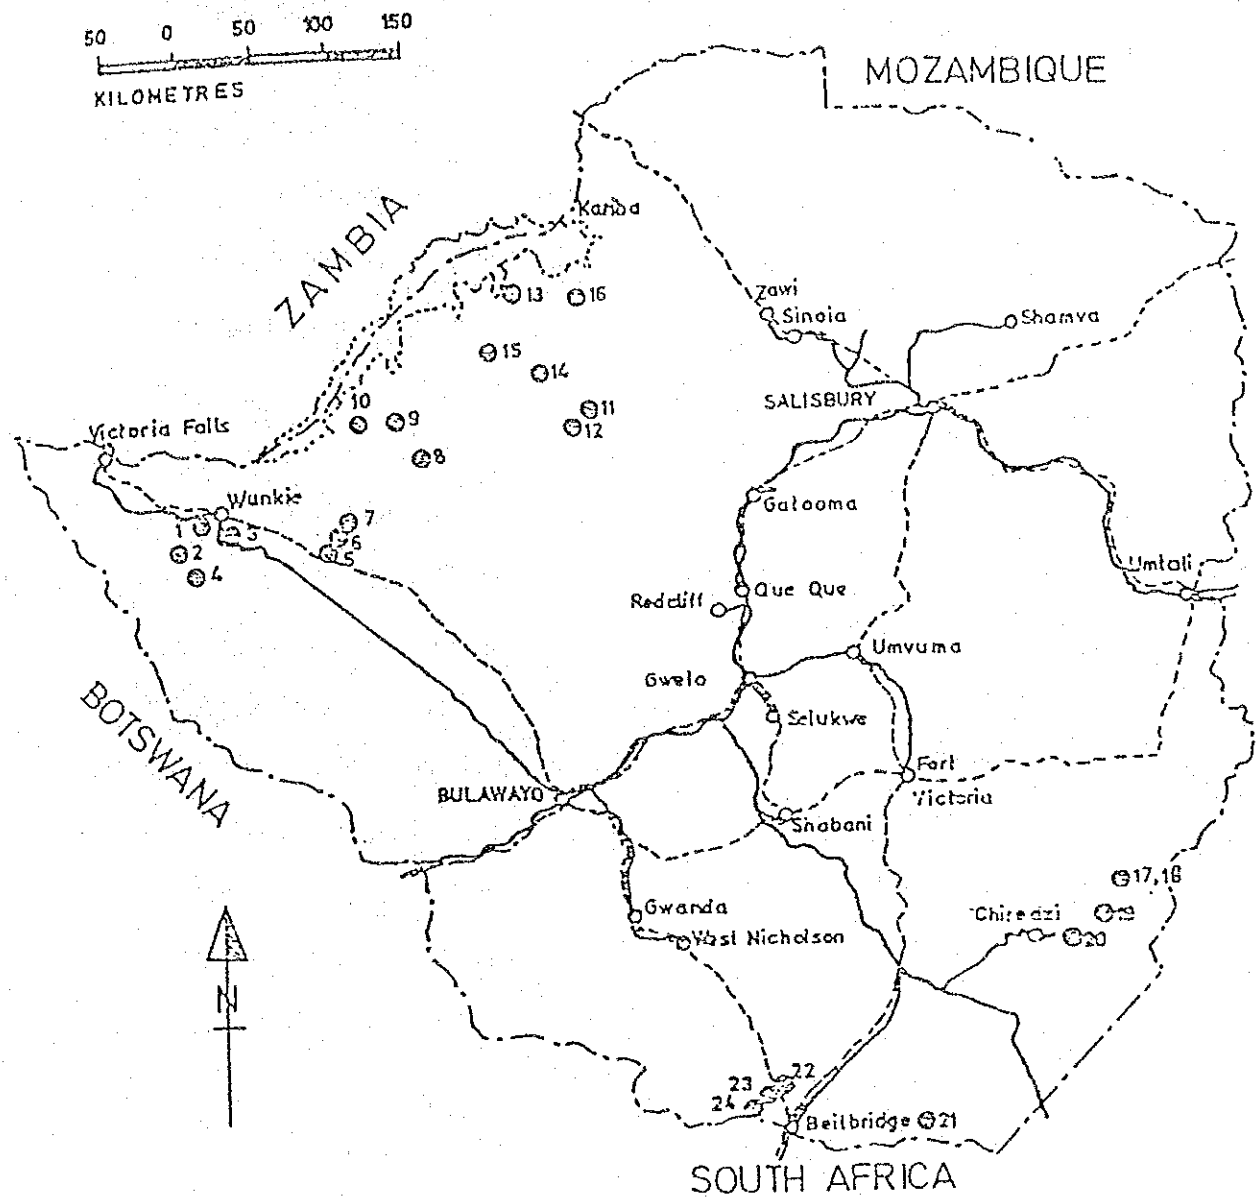 50 0 50 100 150
KILOMETRES
MOZAMBIQUE
ZAMBIA
Kariba
13
16
Zawi
Sinoia
Shamva
15
14
10
9
11
12
SALISBURY
Victoria Falls
8
Wunkie
Gatooma
1
3
7
2
6
5
4
Umtali
Que Que
Redcliff
Umvuma
Gwelo
Selukwe
BOTSWANA
Fort
Victoria
BULAWAYO
Shabani
17,18
Chiredzi
19
20
Gwanda
West Nicholson
N
22
23
24
Beitbridge
21
SOUTH AFRICA